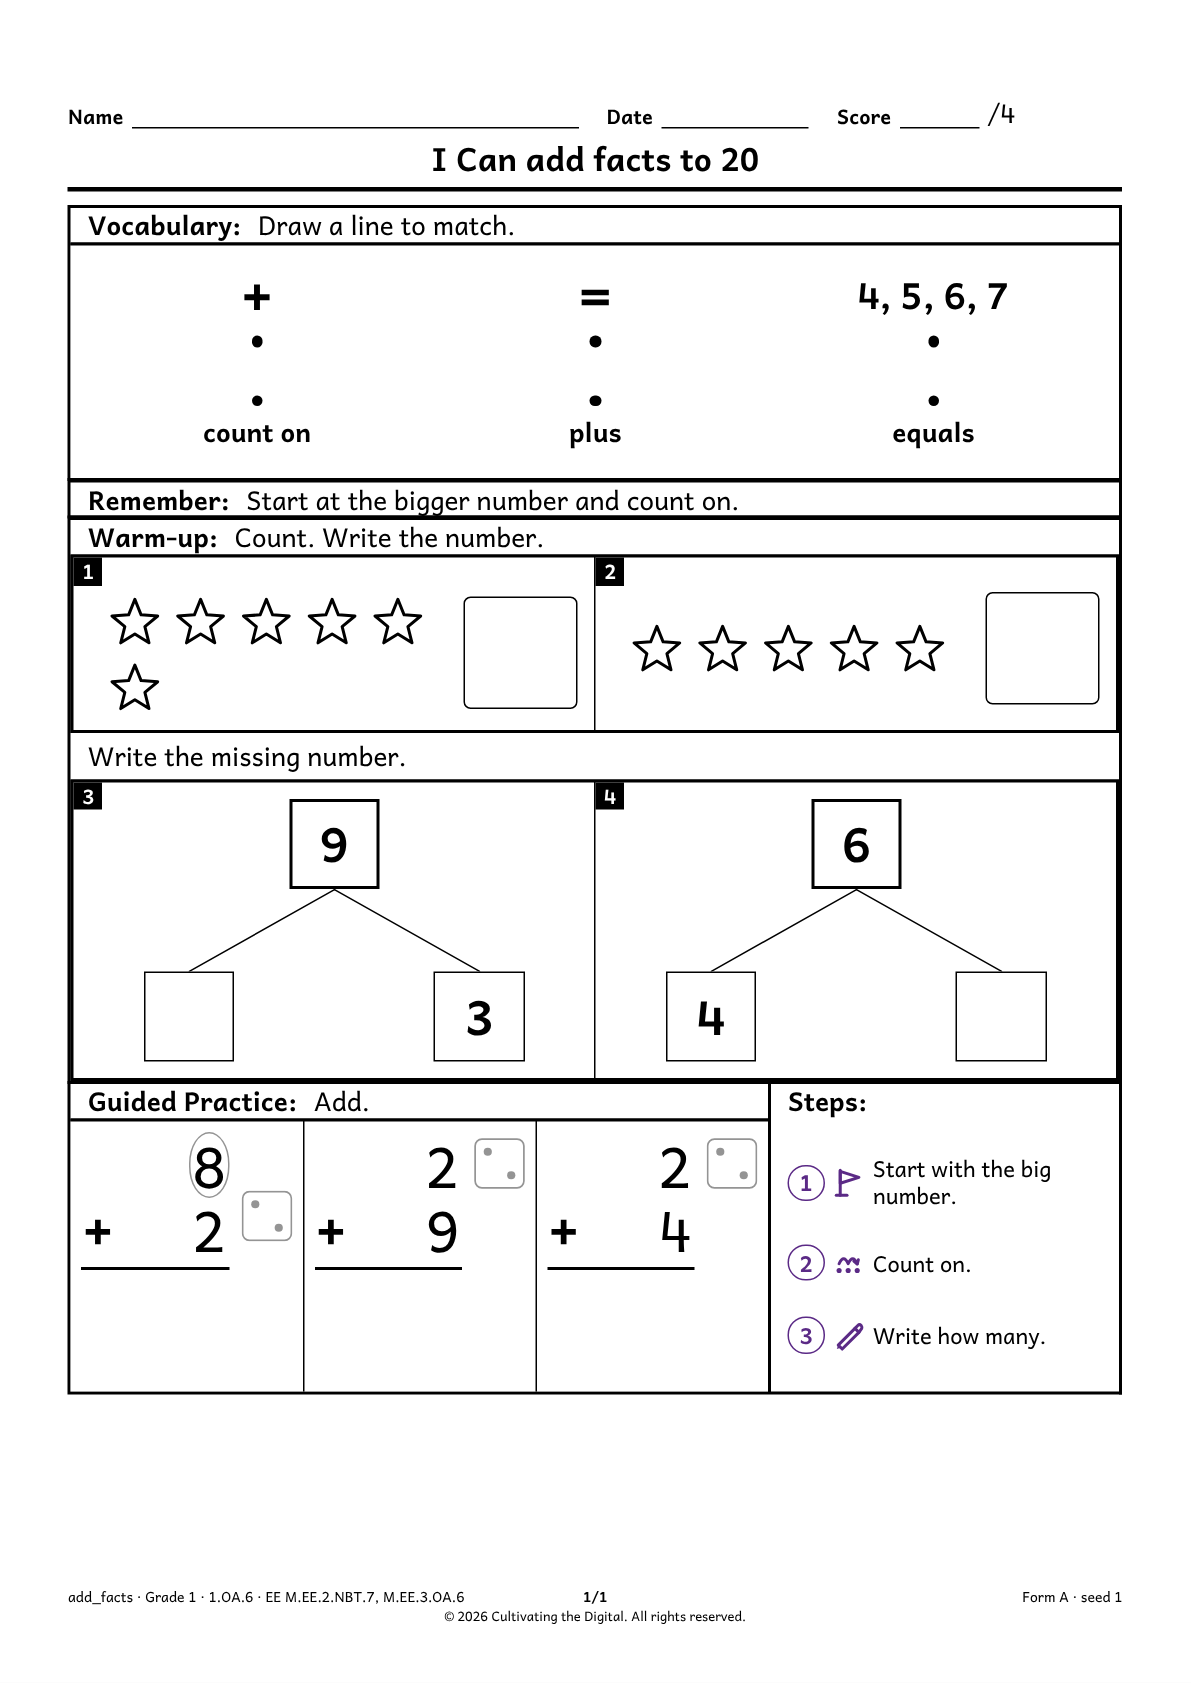 Name Date Score /4
I Can add facts to 20
Vocabulary: Draw a line to match.
+ = 4, 5, 6, 7
count on plus equals
Remember: Start at the bigger number and count on.
Warm-up: Count. Write the number.
1 2
Write the missing number.
3 4
9 6
3 4
Guided Practice: Add.
8 2 2
+ 2 + 9 + 4
Steps:
1 Start with the big
number.
2 Count on.
3 Write how many.
add_facts · Grade 1 · 1.OA.6 · EE M.EE.2.NBT.7, M.EE.3.OA.6 1/1 Form A · seed 1
© 2026 Cultivating the Digital. All rights reserved.